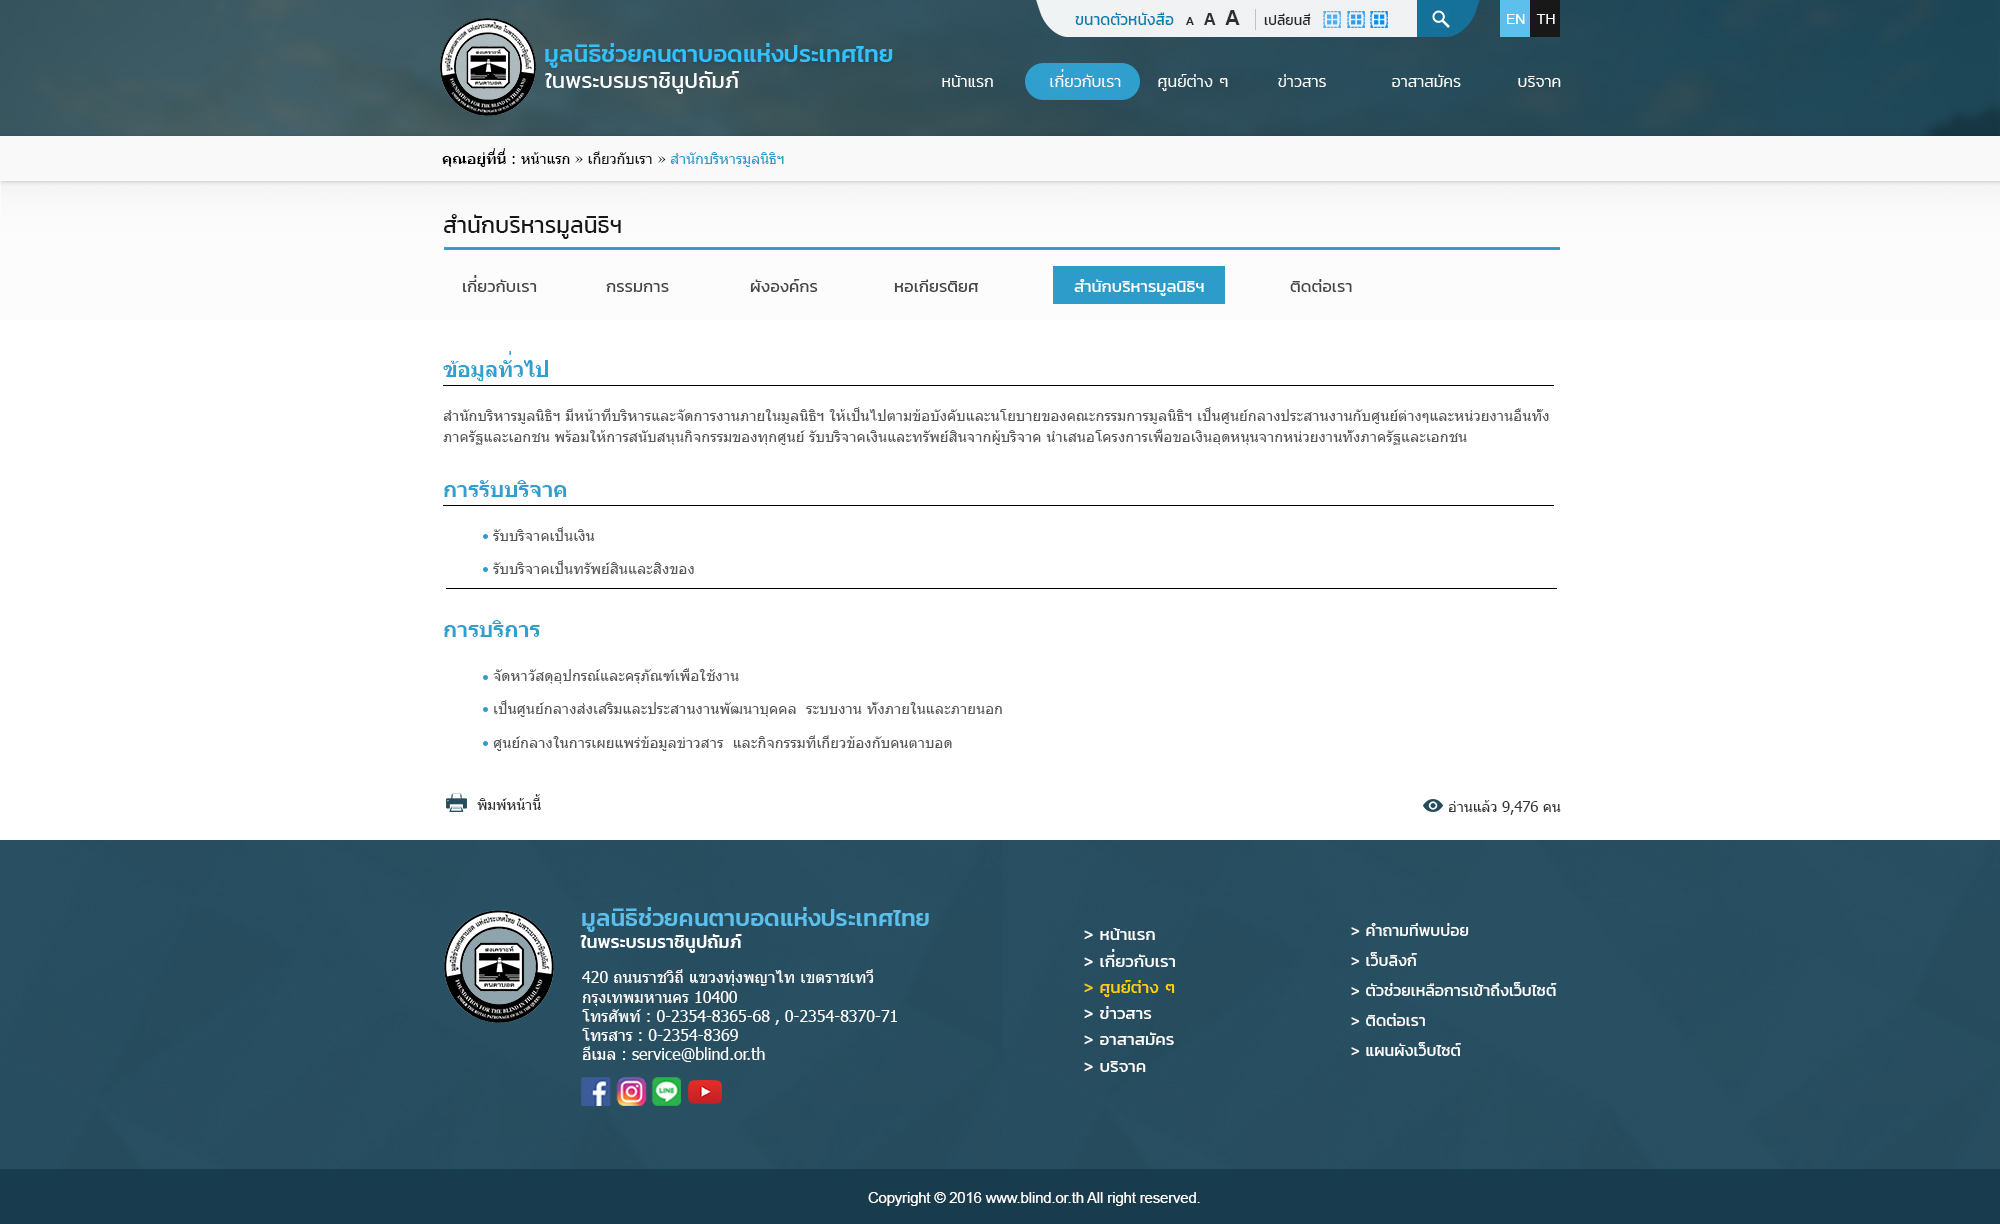 ขนาดตัวหนังสือ A A A เปลี่ยนสี EN TH
มูลนิธิช่วยคนตาบอดแห่งประเทศไทย
ในพระบรมราชินูปถัมภ์
หน้าแรก เกี่ยวกับเรา ศูนย์ต่าง ๆ ข่าวสาร อาสาสมัคร บริจาค
คุณอยู่ที่นี่ : หน้าแรก » เกี่ยวกับเรา » สำนักบริหารมูลนิธิฯ
สำนักบริหารมูลนิธิฯ
เกี่ยวกับเรา กรรมการ ผังองค์กร หอเกียรติยศ สำนักบริหารมูลนิธิฯ ติดต่อเรา
ข้อมูลทั่วไป
สำนักบริหารมูลนิธิฯ มีหน้าที่บริหารและจัดการงานภายในมูลนิธิฯ ให้เป็นไปตามข้อบังคับและนโยบายของคณะกรรมการมูลนิธิฯ เป็นศูนย์กลางประสานงานกับศูนย์ต่างๆและหน่วยงานอื่นทั้ง
ภาครัฐและเอกชน พร้อมให้การสนับสนุนกิจกรรมของทุกศูนย์ รับบริจาคเงินและทรัพย์สินจากผู้บริจาค นำเสนอโครงการเพื่อขอเงินอุดหนุนจากหน่วยงานทั้งภาครัฐและเอกชน
การรับบริจาค
• รับบริจาคเป็นเงิน
• รับบริจาคเป็นทรัพย์สินและสิ่งของ
การบริการ
• จัดหาวัสดุอุปกรณ์และครุภัณฑ์เพื่อใช้งาน
• เป็นศูนย์กลางส่งเสริมและประสานงานพัฒนาบุคคล ระบบงาน ทั้งภายในและภายนอก
• ศูนย์กลางในการเผยแพร่ข้อมูลข่าวสาร และกิจกรรมที่เกี่ยวข้องกับคนตาบอด
พิมพ์หน้านี้
อ่านแล้ว 9,476 คน
มูลนิธิช่วยคนตาบอดแห่งประเทศไทย
ในพระบรมราชินูปถัมภ์
420 ถนนราชวิถี แขวงทุ่งพญาไท เขตราชเทวี
กรุงเทพมหานคร 10400
โทรศัพท์ : 0-2354-8365-68 , 0-2354-8370-71
โทรสาร : 0-2354-8369
อีเมล : service@blind.or.th
LINE
> หน้าแรก
> เกี่ยวกับเรา
> ศูนย์ต่าง ๆ
> ข่าวสาร
> อาสาสมัคร
> บริจาค
> คำถามที่พบบ่อย
> เว็บลิงก์
> ตัวช่วยเหลือการเข้าถึงเว็บไซต์
> ติดต่อเรา
> แผนผังเว็บไซต์
Copyright © 2016 www.blind.or.th All right reserved.